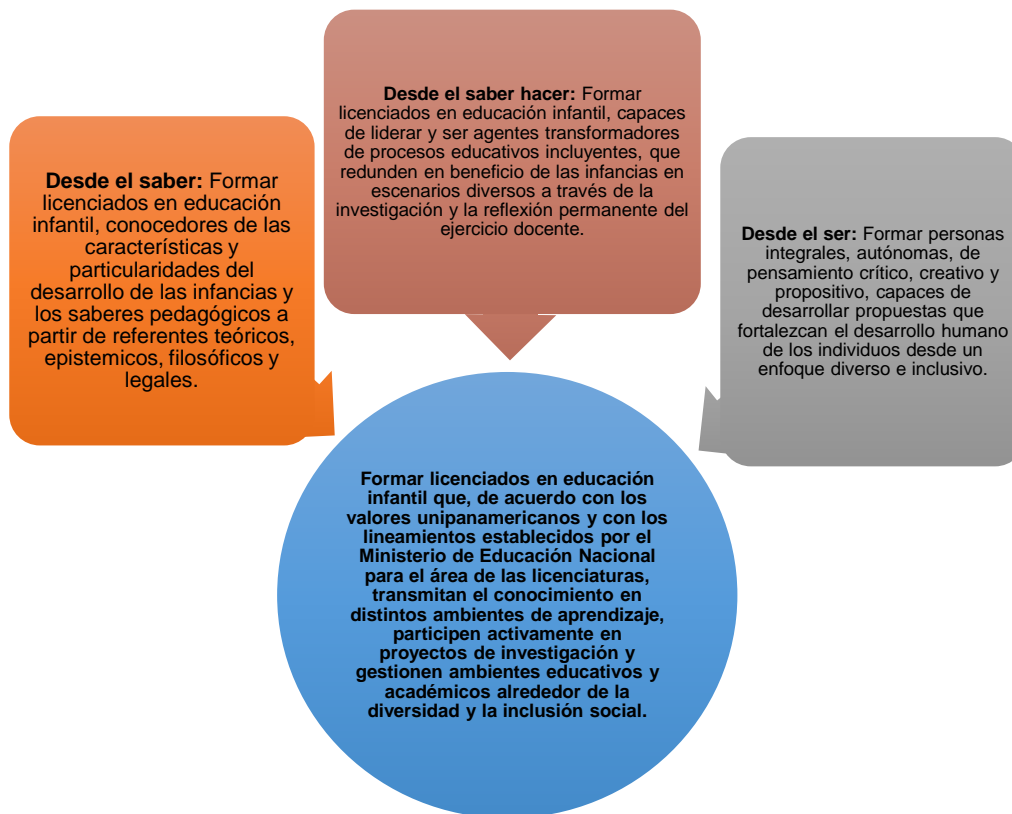 Desde el saber: Formar
licenciados en educación
infantil, conocedores de las
características y
particularidades del
desarrollo de las infancias y
los saberes pedagógicos a
partir de referentes teóricos,
epistemicos, filosóficos y
legales.
Desde el saber hacer: Formar
licenciados en educación infantil, capaces
de liderar y ser agentes transformadores
de procesos educativos incluyentes, que
redunden en beneficio de las infancias en
escenarios diversos a través de la
investigación y la reflexión permanente del
ejercicio docente.
Desde el ser: Formar personas
integrales, autónomas, de
pensamiento crítico, creativo y
propositivo, capaces de
desarrollar propuestas que
fortalezcan el desarrollo humano
de los individuos desde un
enfoque diverso e inclusivo.
Formar licenciados en educación
infantil que, de acuerdo con los
valores unipanamericanos y con los
lineamientos establecidos por el
Ministerio de Educación Nacional
para el área de las licenciaturas,
transmitan el conocimiento en
distintos ambientes de aprendizaje,
participen activamente en
proyectos de investigación y
gestionen ambientes educativos y
académicos alrededor de la
diversidad y la inclusión social.